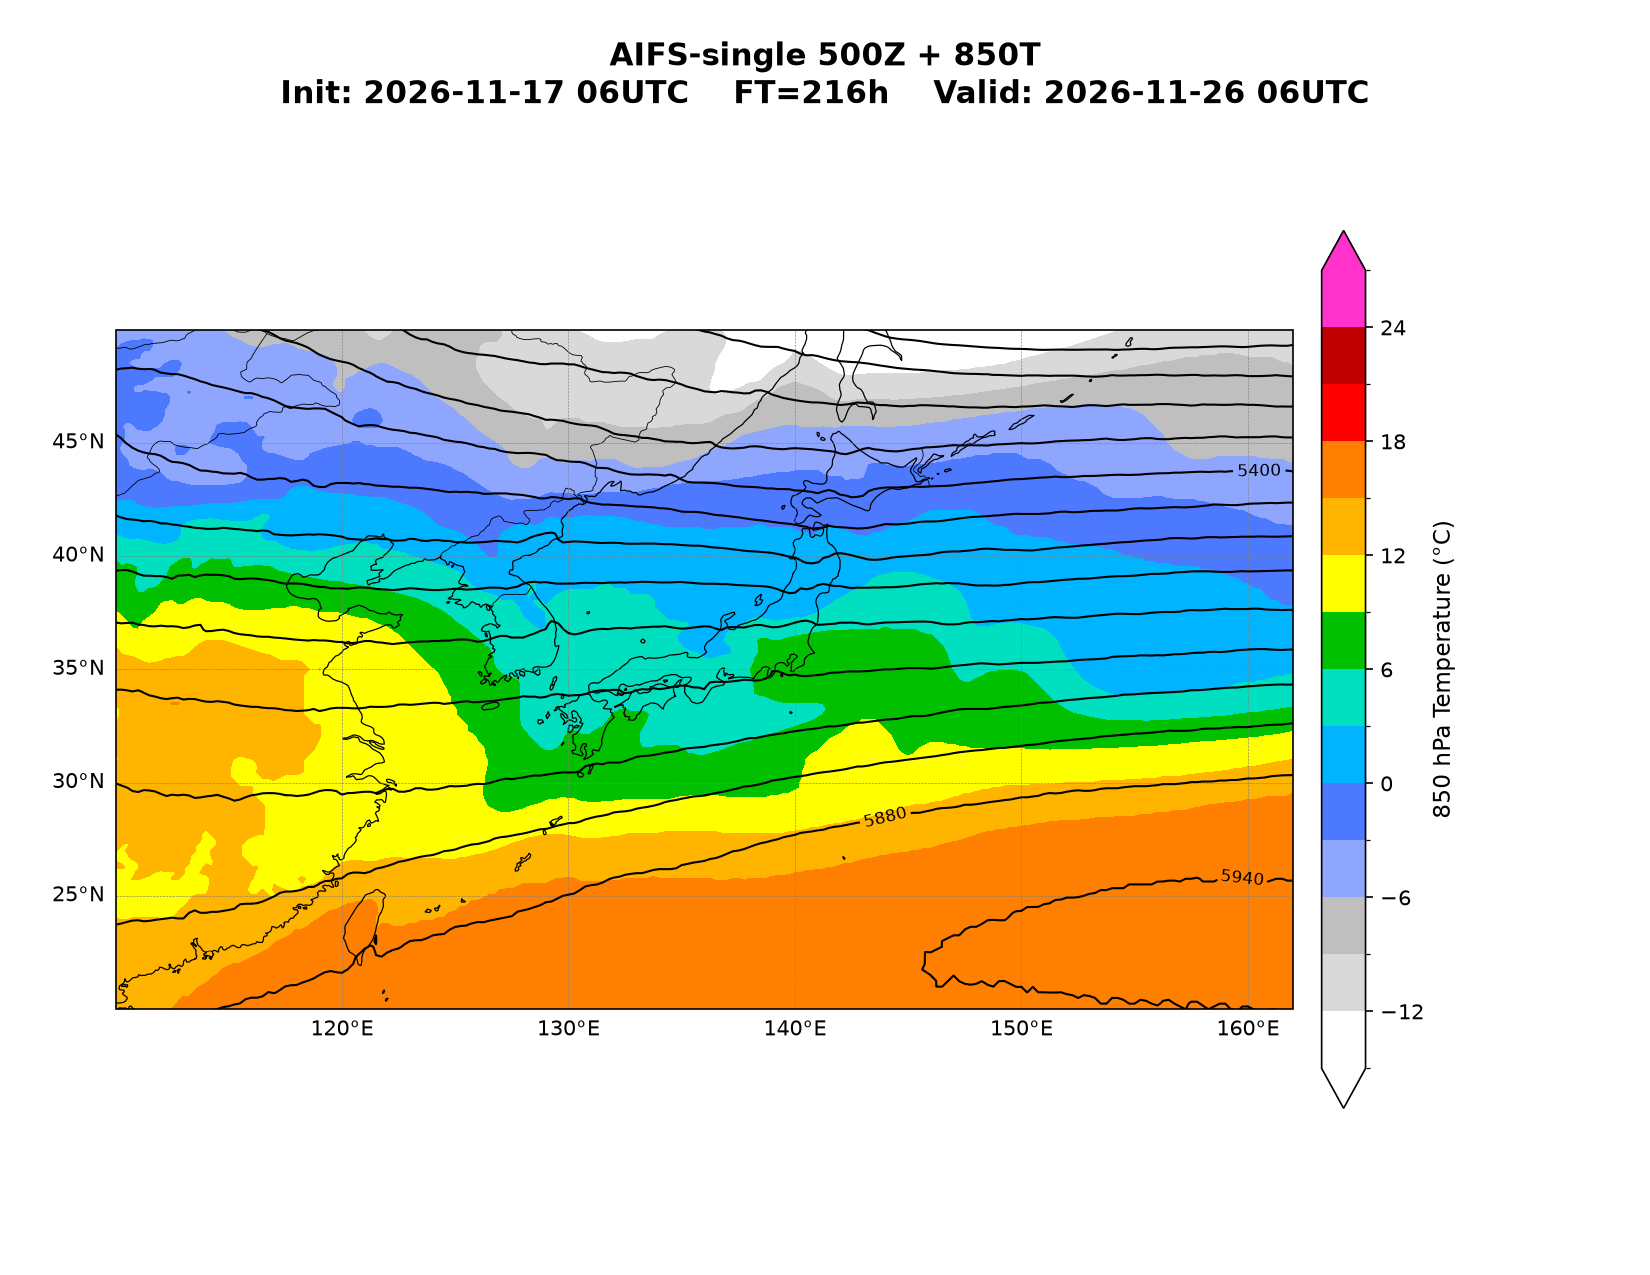 AIFS-single 500Z + 850T
Init: 2026-11-17 06UTC    FT=216h    Valid: 2026-11-26 06UTC
45°N
40°N
35°N
30°N
25°N
120°E
130°E
140°E
150°E
160°E
5400
5880
5940
24
18
12
6
0
−6
−12
850 hPa Temperature (°C)